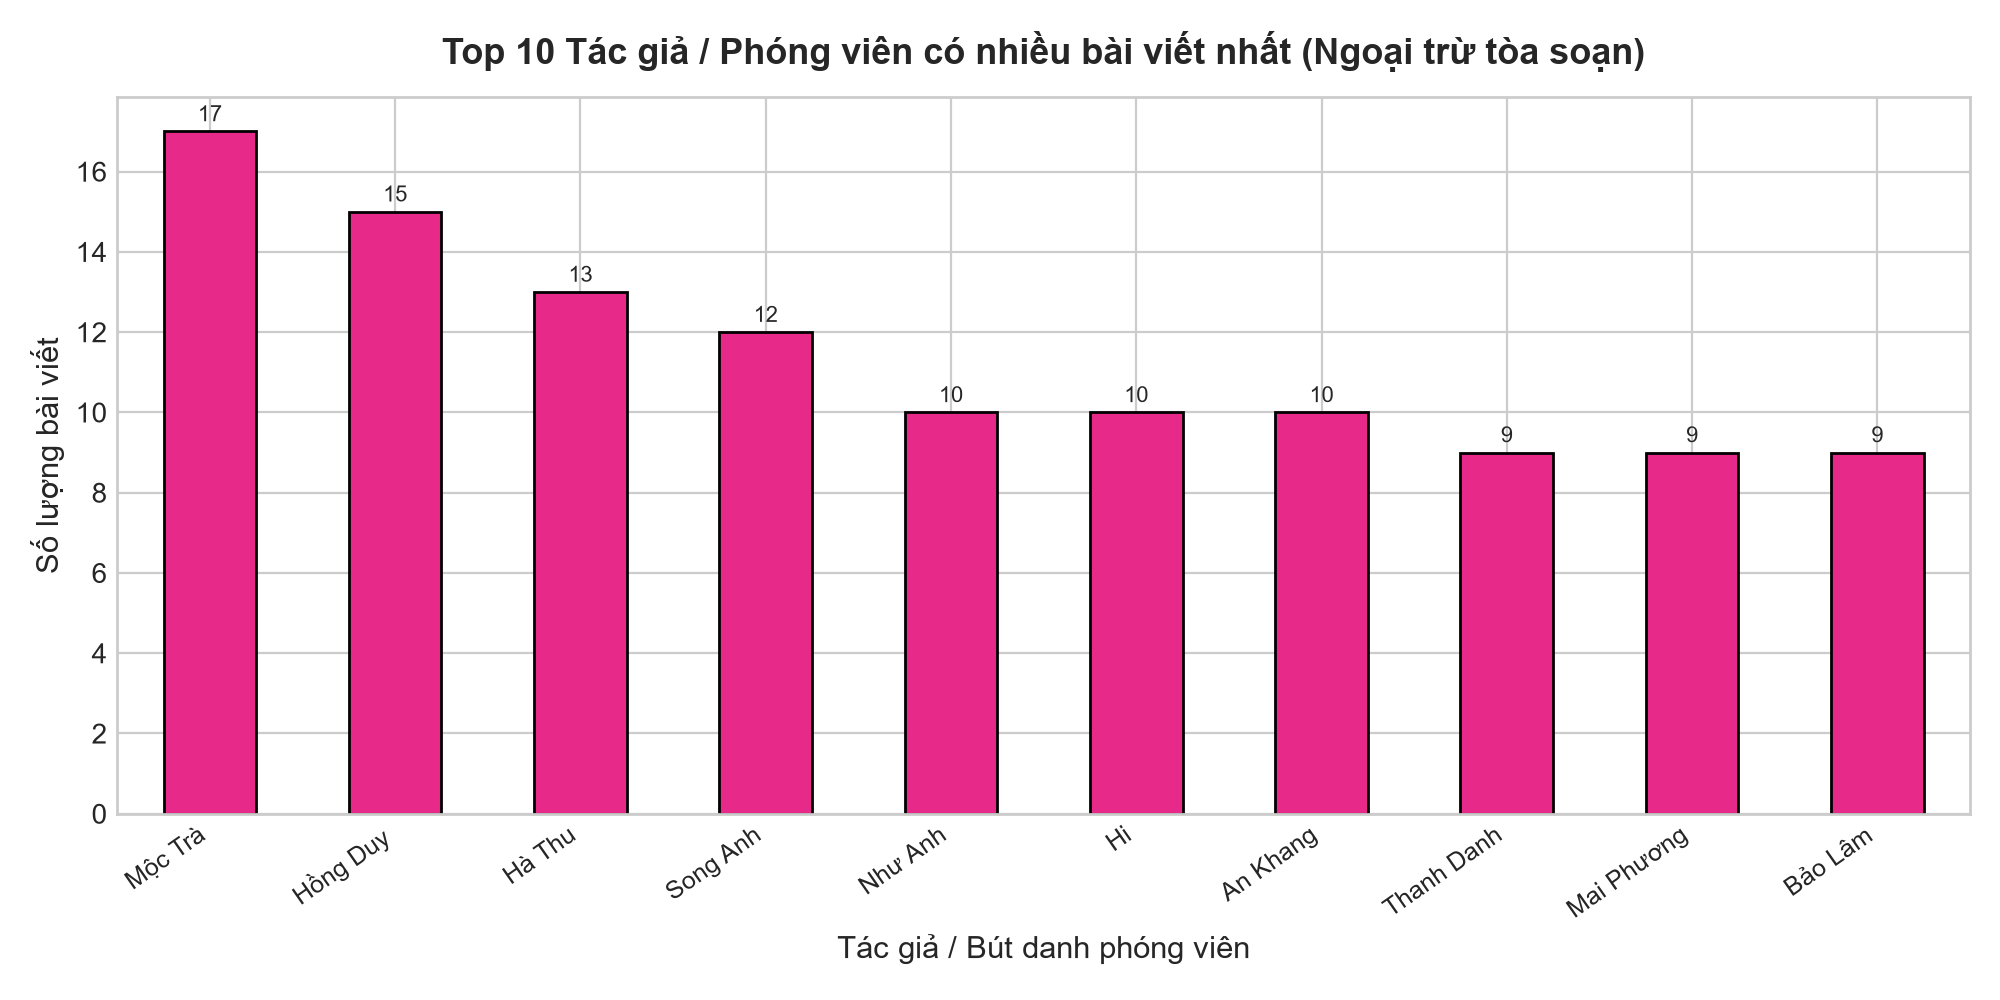 Top 10 Tác giả / Phóng viên có nhiều bài viết nhất (Ngoại trừ tòa soạn)
Số lượng bài viết
16
14
12
10
8
6
4
2
0
17
15
13
12
10
10
10
9
9
9
Mộc Trà
Hồng Duy
Hà Thu
Song Anh
Như Anh
Hi
An Khang
Thanh Danh
Mai Phương
Bảo Lâm
Tác giả / Bút danh phóng viên